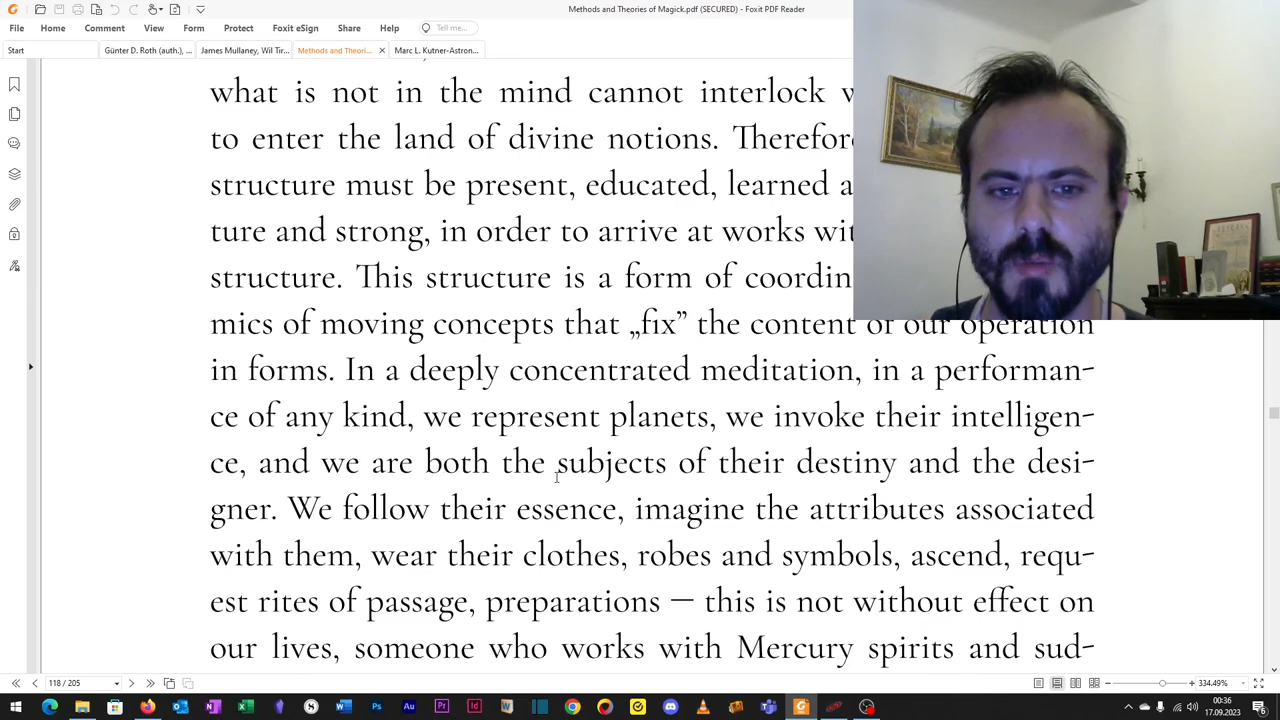 Methods and Theories of Magick.pdf (SECURED) - Foxit PDF Reader
File Home Comment View Form Protect Foxit eSign Share Help Tell me...
Start Günter D. Roth (auth.), ... James Mullaney, Wil Tir... Methods and Theori... Marc L. Kutner-Astron...
what is not in the mind cannot interlock
to enter the land of divine notions. Therefor
structure must be present, educated, learned
ture and strong, in order to arrive at works
structure. This structure is a form of coordin
mics of moving concepts that „fix” the content of our operation
in forms. In a deeply concentrated meditation, in a performan-
ce of any kind, we represent planets, we invoke their intelligen-
ce, and we are both the subjects of their destiny and the desi-
gner. We follow their essence, imagine the attributes associated
with them, wear their clothes, robes and symbols, ascend, requ-
est rites of passage, preparations — this is not without effect on
our lives, someone who works with Mercury spirits and sud-
118 / 205 334.49%
00:36
17.09.2023